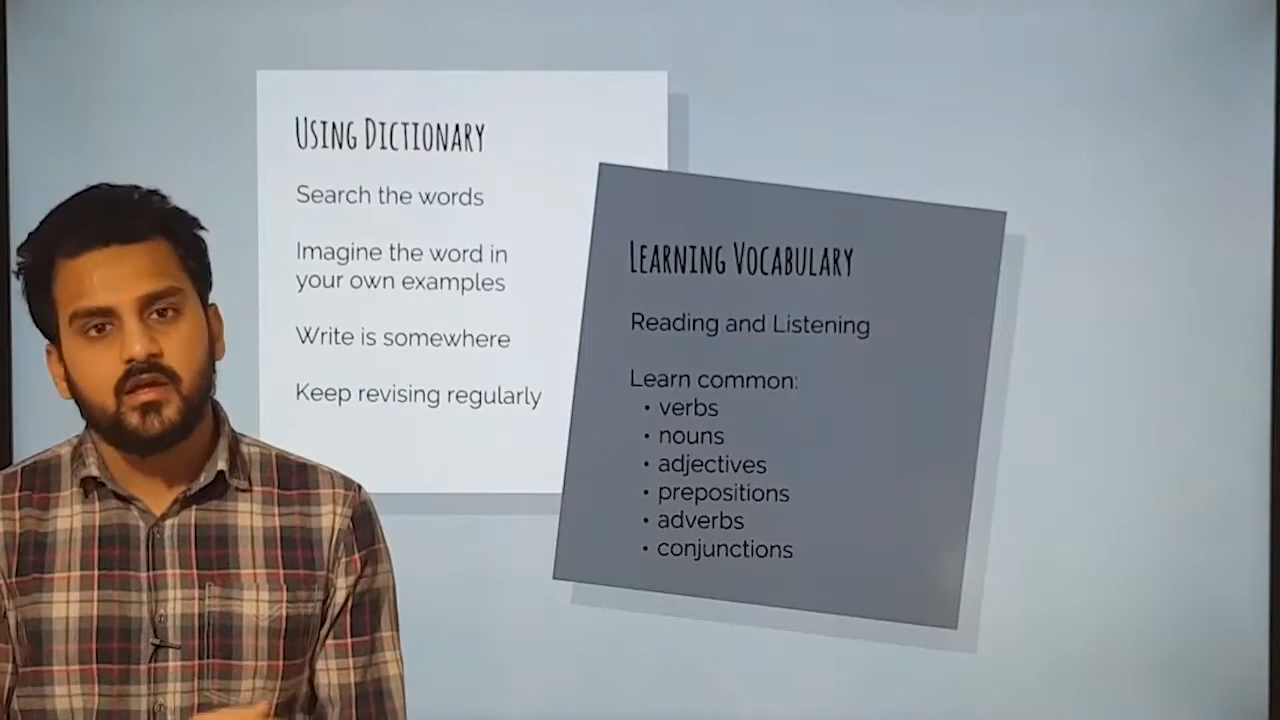 USING DICTIONARY
Search the words
Imagine the word in
your own examples
Write is somewhere
Keep revising regularly
LEARNING VOCABULARY
Reading and Listening
Learn common:
• verbs
• nouns
• adjectives
• prepositions
• adverbs
• conjunctions